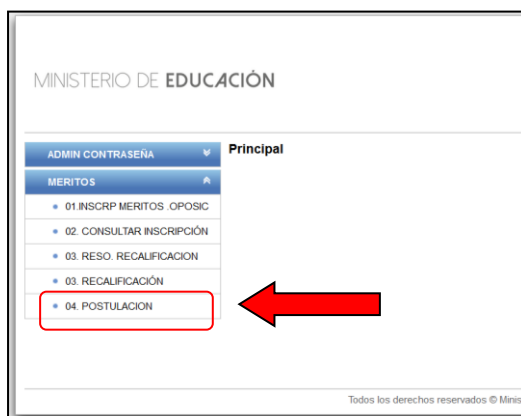 MINISTERIO DE EDUCACIÓN
ADMIN CONTRASEÑA
Principal
MERITOS
01.INSCRP MERITOS .OPOSIC
02. CONSULTAR INSCRIPCIÓN
03. RESO. RECALIFICACION
03. RECALIFICACIÓN
04. POSTULACION
Todos los derechos reservados © Minis